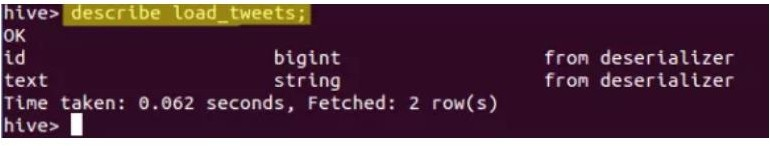 hive> describe load_tweets;
OK
id bigint from deserializer
text string from deserializer
Time taken: 0.062 seconds, Fetched: 2 row(s)
hive>